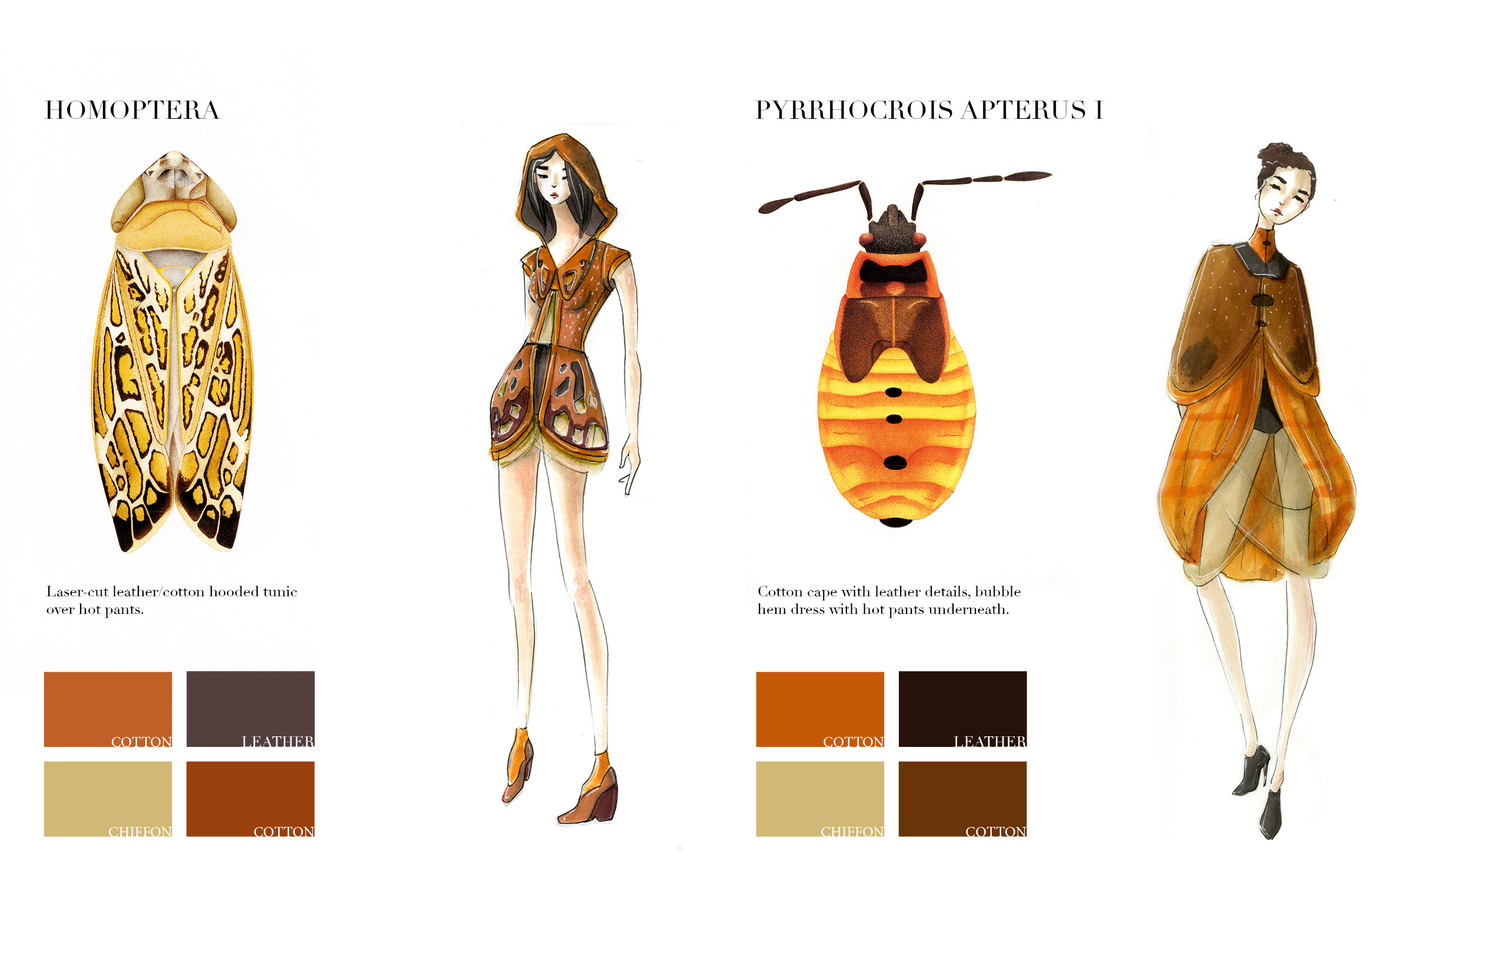 HOMOPTERA
Laser-cut leather/cotton hooded tunic
over hot pants.
COTTON
LEATHER
CHIFFON
COTTON
PYRRHOCROIS APTERUS I
Cotton cape with leather details, bubble
hem dress with hot pants underneath.
COTTON
LEATHER
CHIFFON
COTTON